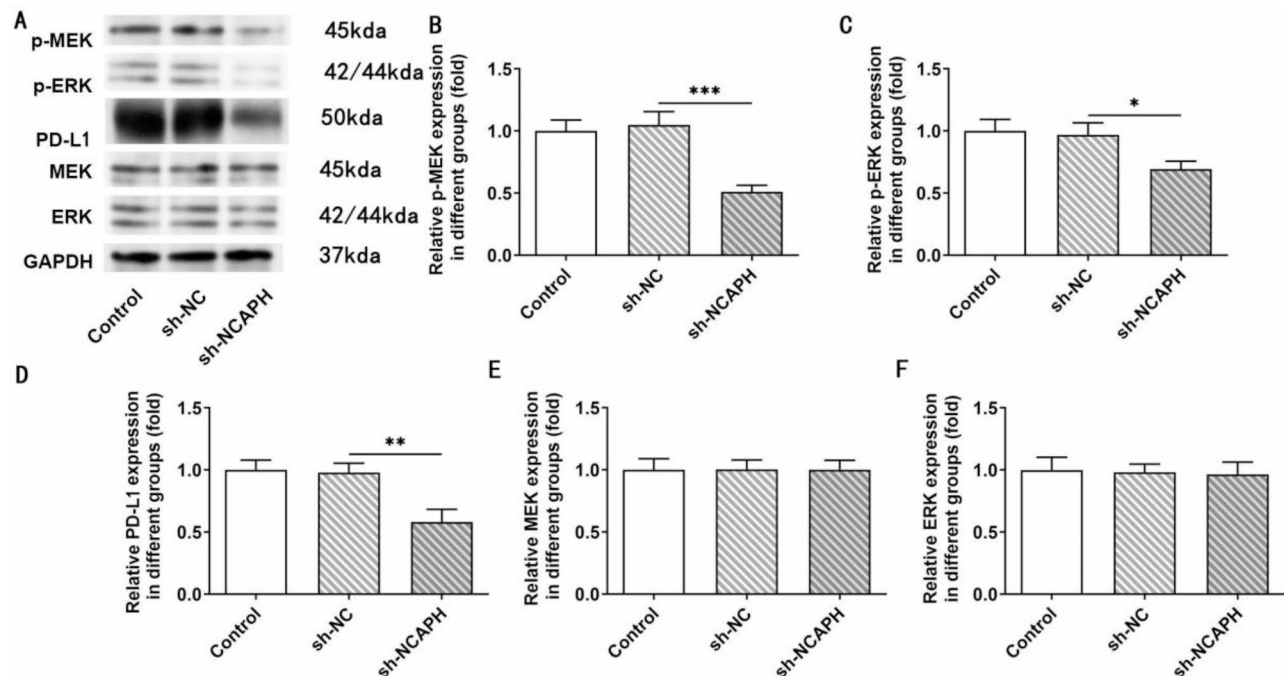 A
p-MEK 45kda
p-ERK 42/44kda
PD-L1 50kda
MEK 45kda
ERK 42/44kda
GAPDH 37kda
Control
sh-NC
sh-NCAPH
B
Relative p-MEK expression
in different groups (fold)
1.5
1.0
0.5
0.0
***
Control
sh-NC
sh-NCAPH
C
Relative p-ERK expression
in different groups (fold)
1.5
1.0
0.5
0.0
*
Control
sh-NC
sh-NCAPH
D
Relative PD-L1 expression
in different groups (fold)
1.5
1.0
0.5
0.0
**
Control
sh-NC
sh-NCAPH
E
Relative MEK expression
in different groups (fold)
1.5
1.0
0.5
0.0
Control
sh-NC
sh-NCAPH
F
Relative ERK expression
in different groups (fold)
1.5
1.0
0.5
0.0
Control
sh-NC
sh-NCAPH